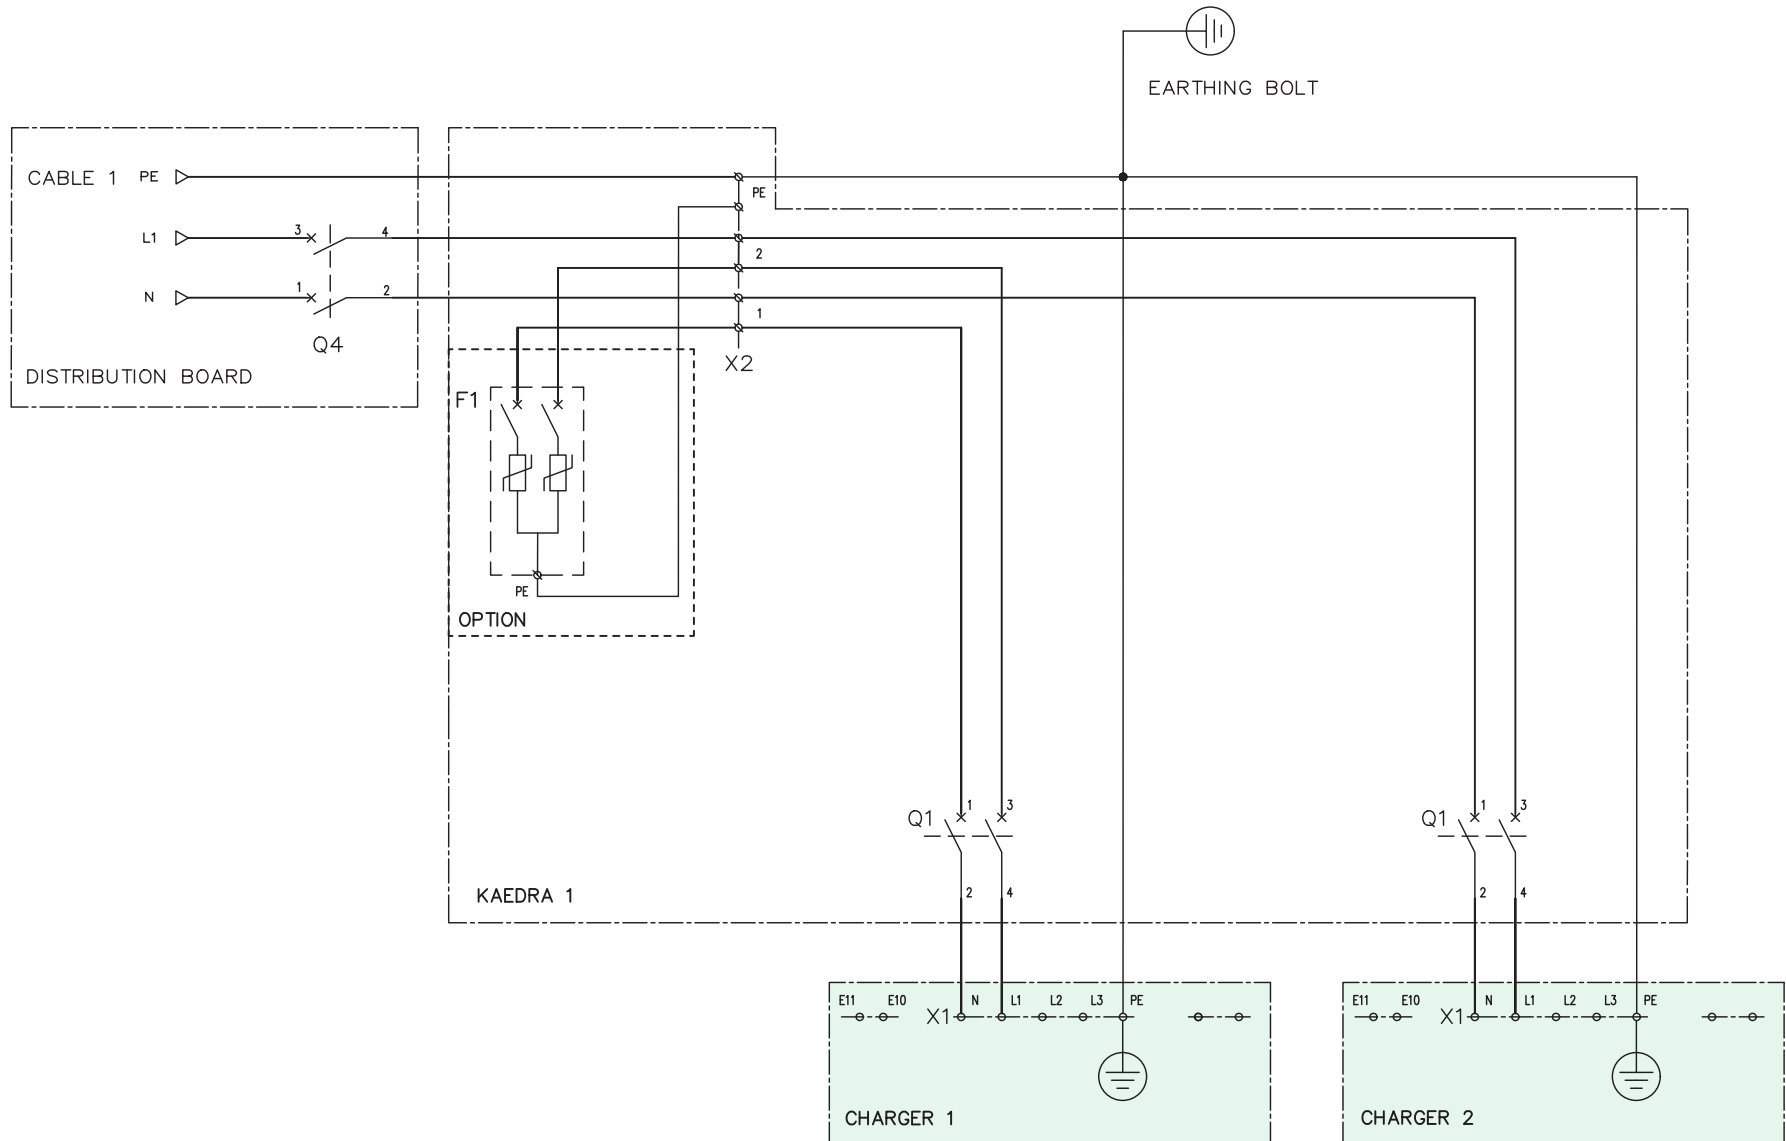 EARTHING BOLT
CABLE 1 PE
PE
L1 3 4
2
N 1 2
1
Q4
X2
DISTRIBUTION BOARD
F1
PE
OPTION
Q1 1 3 Q1 1 3
2 4 2 4
KAEDRA 1
E11 E10 N L1 L2 L3 PE E11 E10 N L1 L2 L3 PE
X1 X1
CHARGER 1 CHARGER 2